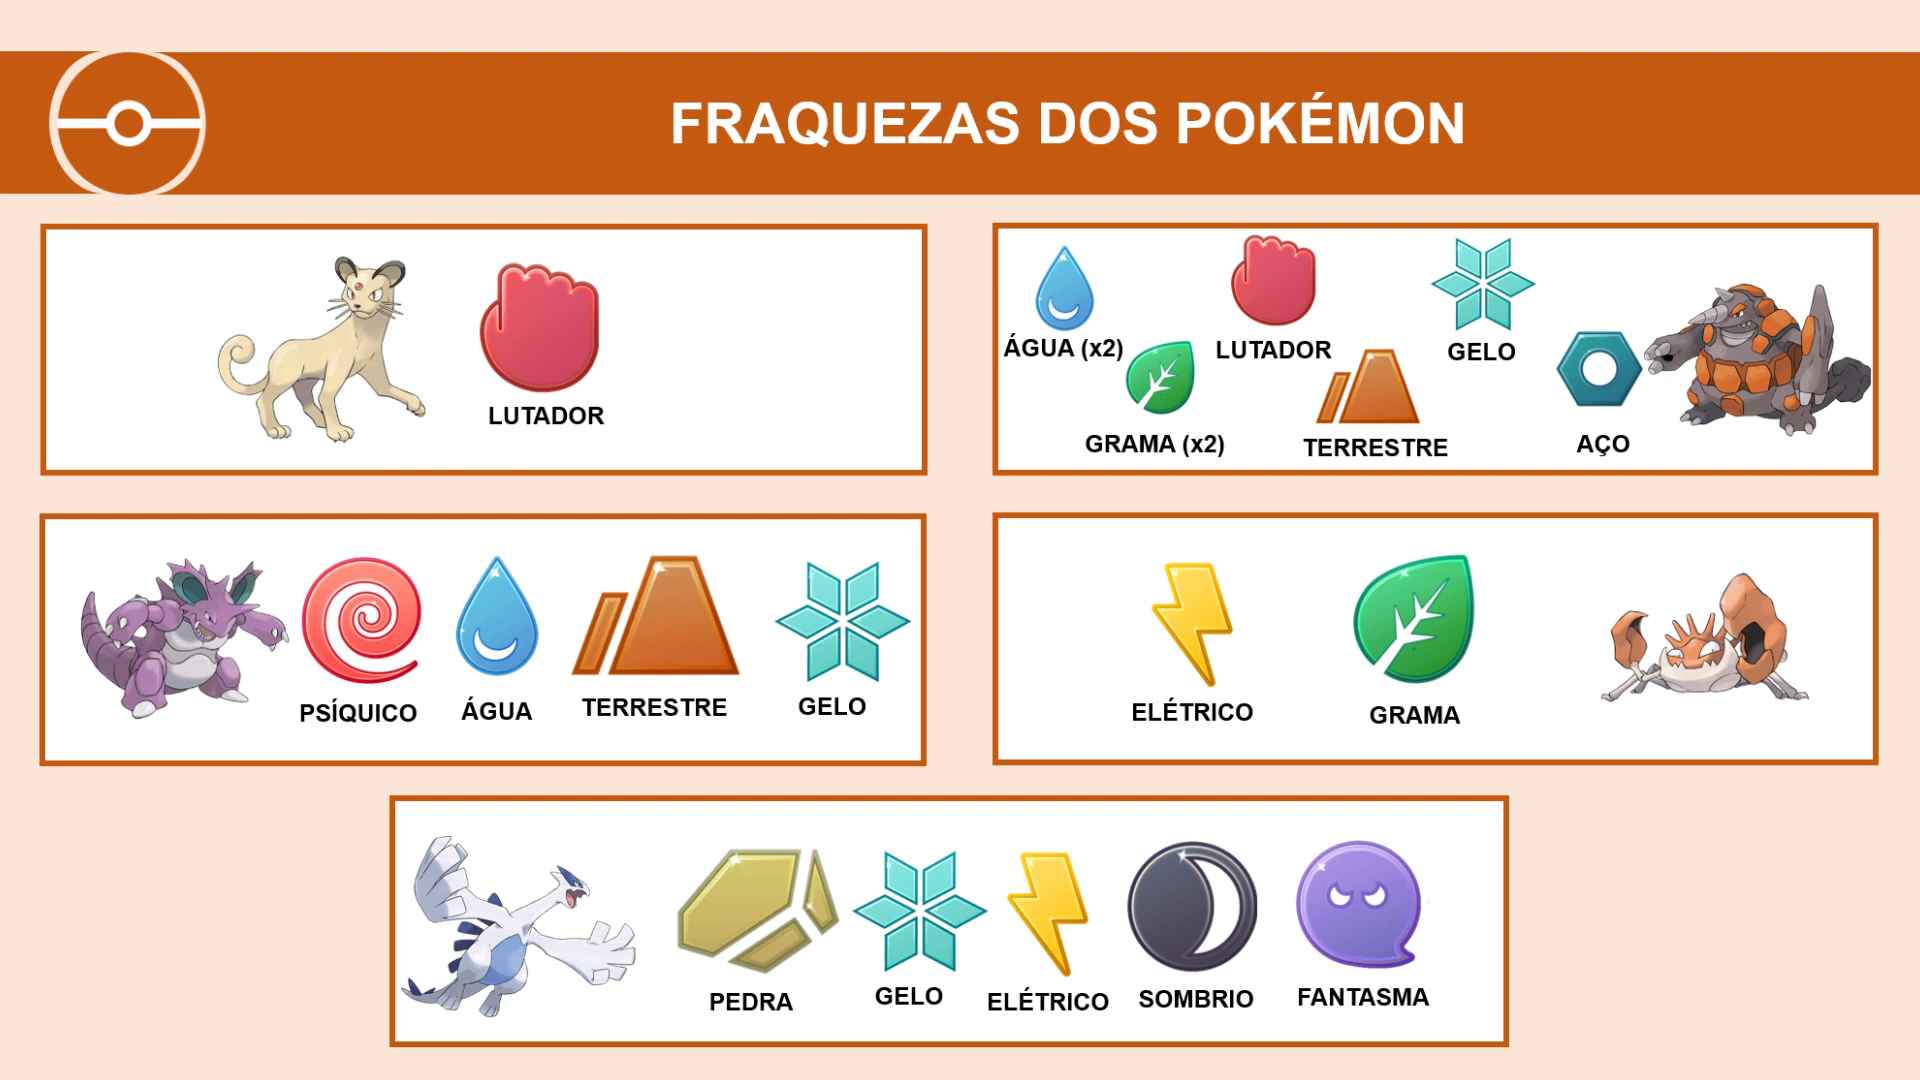 FRAQUEZAS DOS POKÉMON
LUTADOR
ÁGUA (x2)
LUTADOR
GELO
GRAMA (x2)
TERRESTRE
AÇO
PSÍQUICO
ÁGUA
TERRESTRE
GELO
ELÉTRICO
GRAMA
PEDRA
GELO
ELÉTRICO
SOMBRIO
FANTASMA